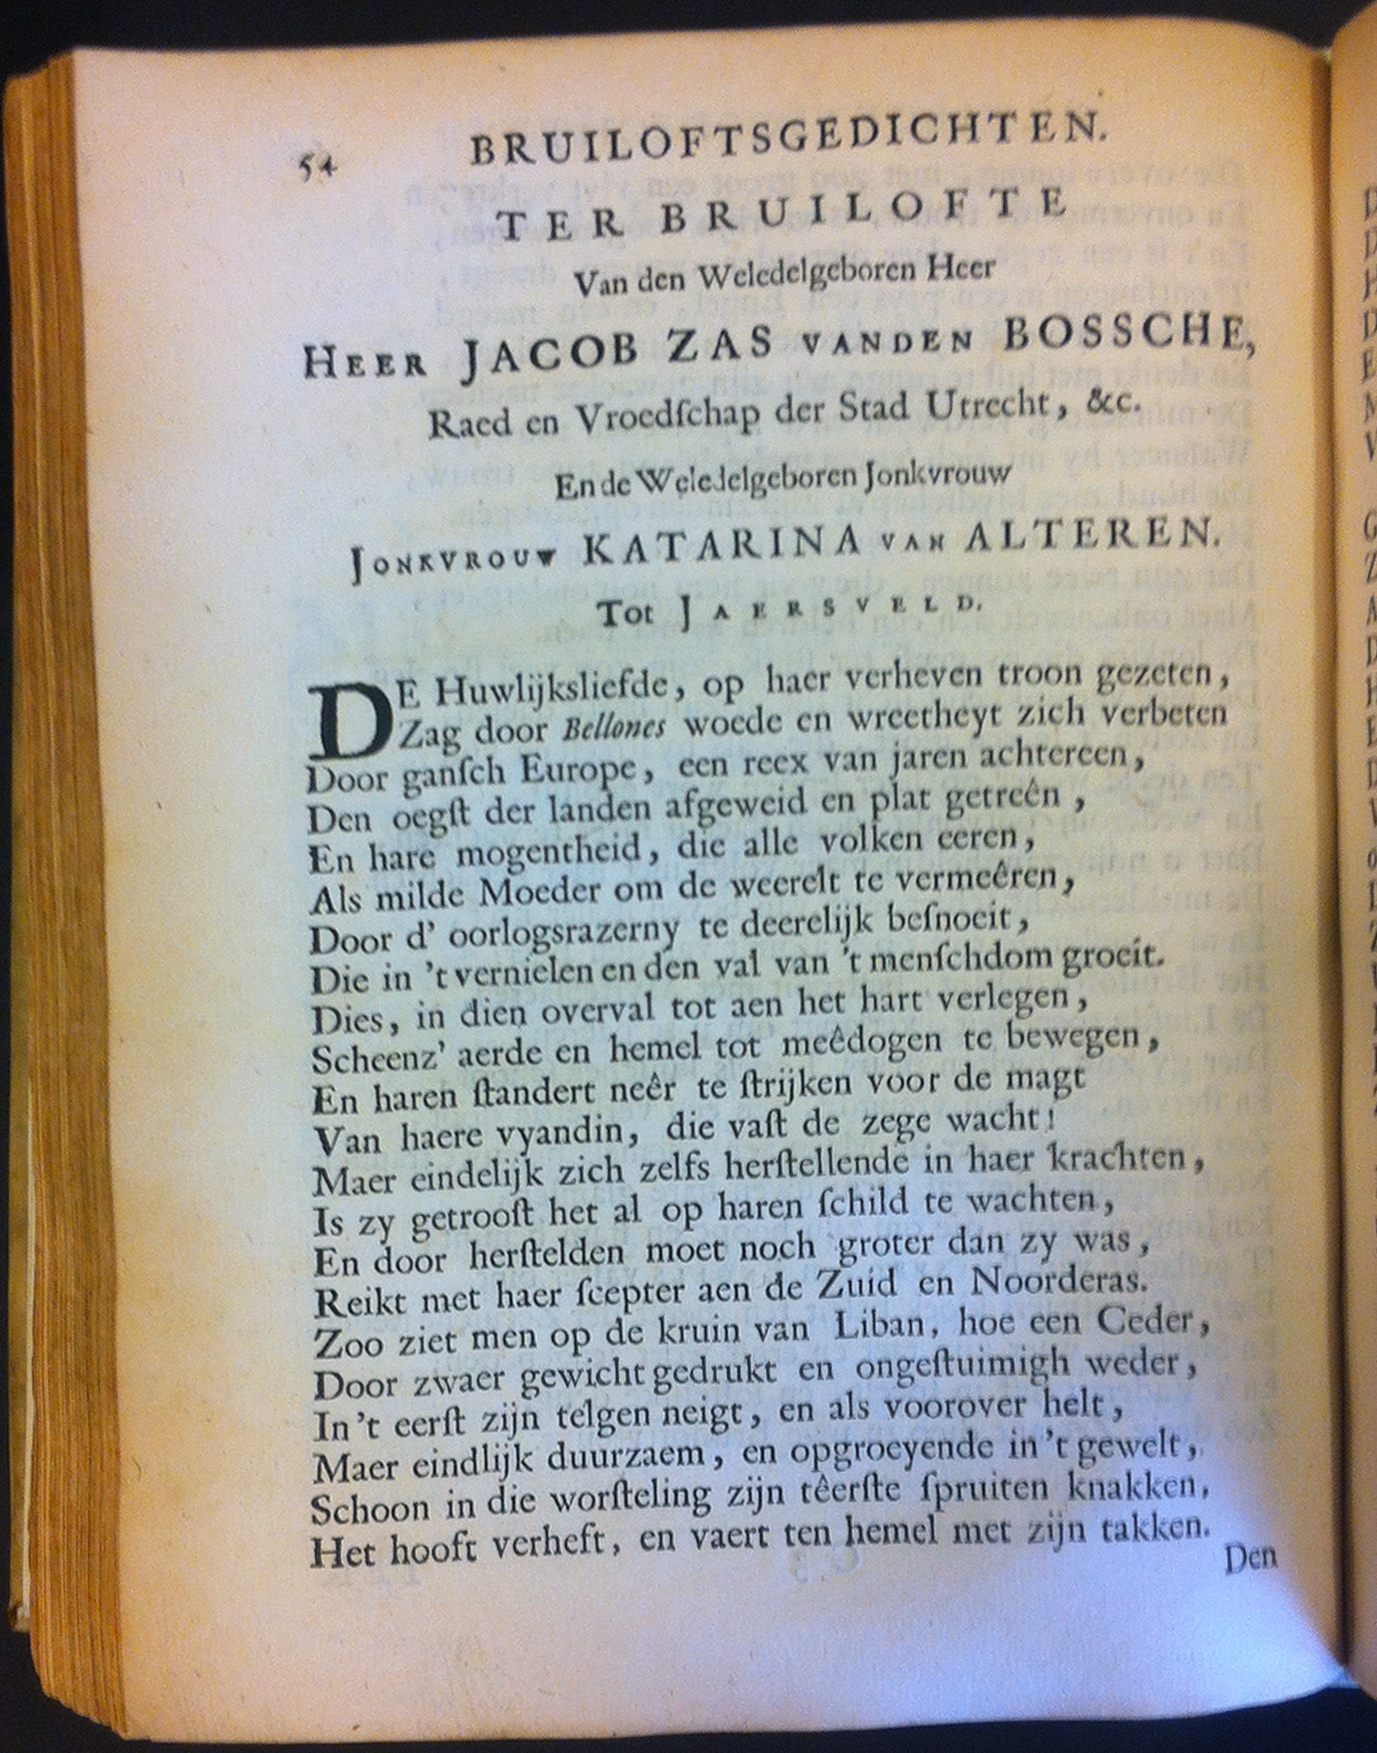 54
BRUILOFTSGEDICHTEN.
TER BRUILOFTE
Van den Weledelgeboren Heer
HEER JACOB ZAS VANDEN BOSSCHE,
Raed en Vroedſchap der Stad Utrecht, &c.
En de Weledelgeboren Jonkvrouw
JONKVROUW KATARINA VAN ALTEREN.
Tot JAERSVELD.
DE Huwlijksliefde, op haer verheven troon gezeten,
Zag door Bellones woede en wreetheyt zich verbeten
Door ganſch Europe, een reex van jaren achtereen,
Den oegſt der landen afgeweid en plat getreên,
En hare mogentheid, die alle volken eeren,
Als milde Moeder om de weerelt te vermeêren,
Door d' oorlogsrazerny te deerelijk beſnoeit,
Die in 't vernielen en den val van 't menſchdom groeit.
Dies, in dien overval tot aen het hart verlegen,
Scheenz' aerde en hemel tot meêdogen te bewegen,
En haren ſtandert neêr te ſtrijken voor de magt
Van haere vyandin, die vaſt de zege wacht!
Maer eindelijk zich zelfs herſtellende in haer krachten,
Is zy getrooſt het al op haren ſchild te wachten,
En door herſtelden moet noch groter dan zy was,
Reikt met haer ſcepter aen de Zuid en Noorderas.
Zoo ziet men op de kruin van Liban, hoe een Ceder,
Door zwaer gewicht gedrukt en ongeſtuimigh weder,
In 't eerſt zijn telgen neigt, en als voorover helt,
Maer eindlijk duurzaem, en opgroeyende in 't gewelt,
Schoon in die worſteling zijn têerſte ſpruiten knakken,
Het hooft verheft, en vaert ten hemel met zijn takken.
Den